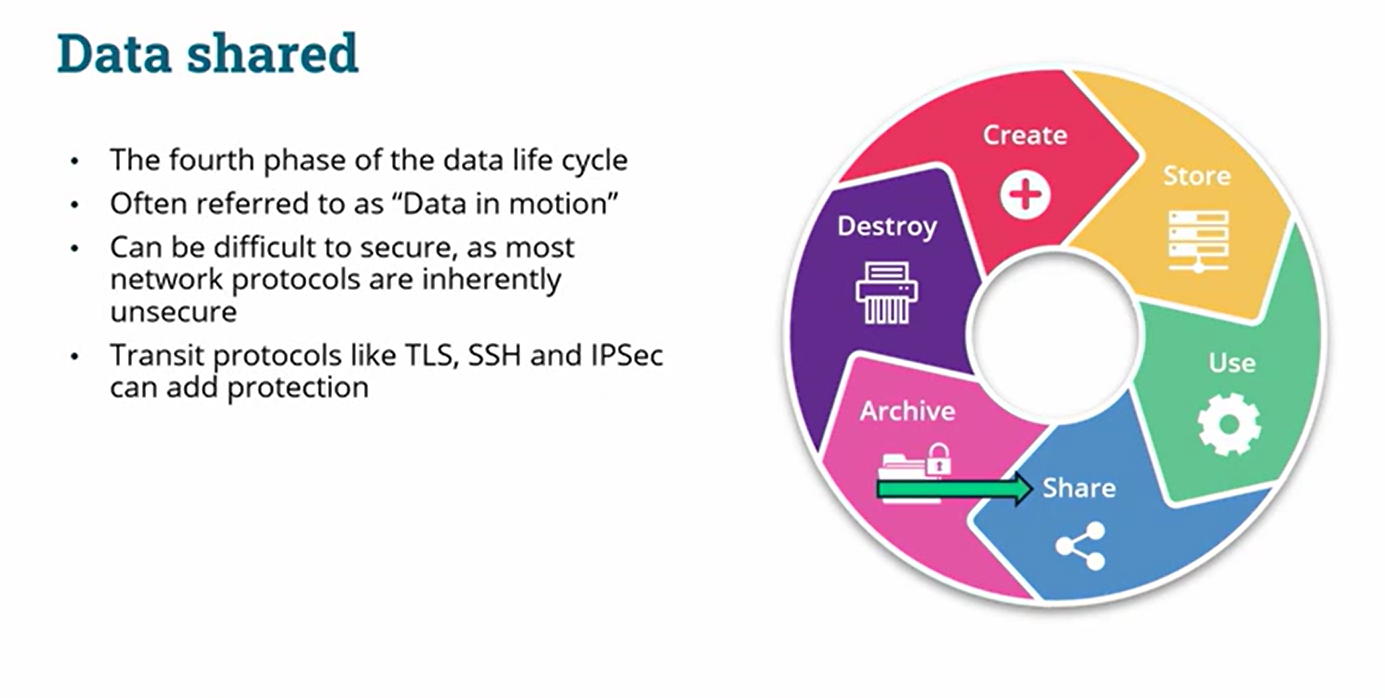 Data shared
• The fourth phase of the data life cycle
• Often referred to as “Data in motion”
• Can be difficult to secure, as most
network protocols are inherently
unsecure
• Transit protocols like TLS, SSH and IPSec
can add protection
Create
Store
Use
Share
Archive
Destroy